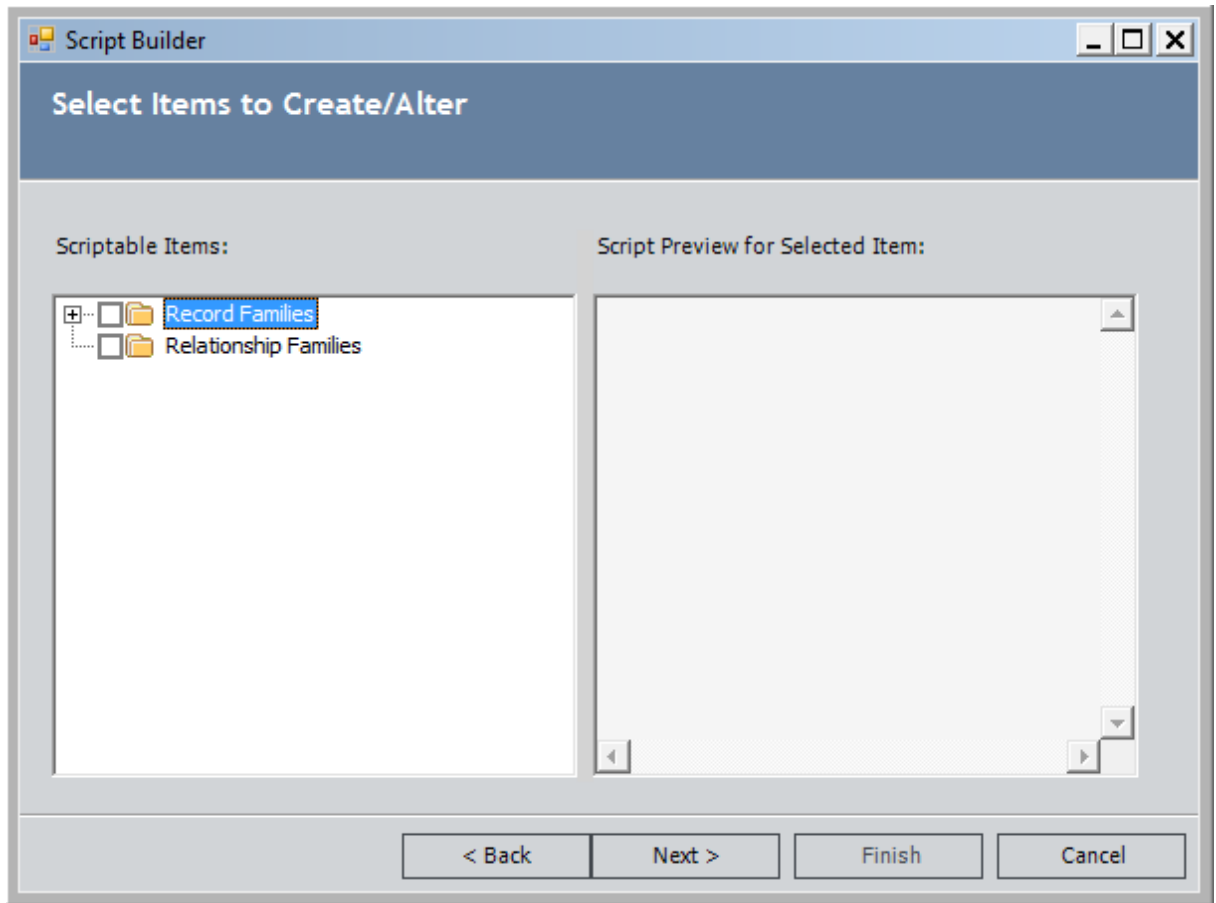 Script Builder
Select Items to Create/Alter
Scriptable Items:
Script Preview for Selected Item:
Record Families
Relationship Families
< Back
Next >
Finish
Cancel